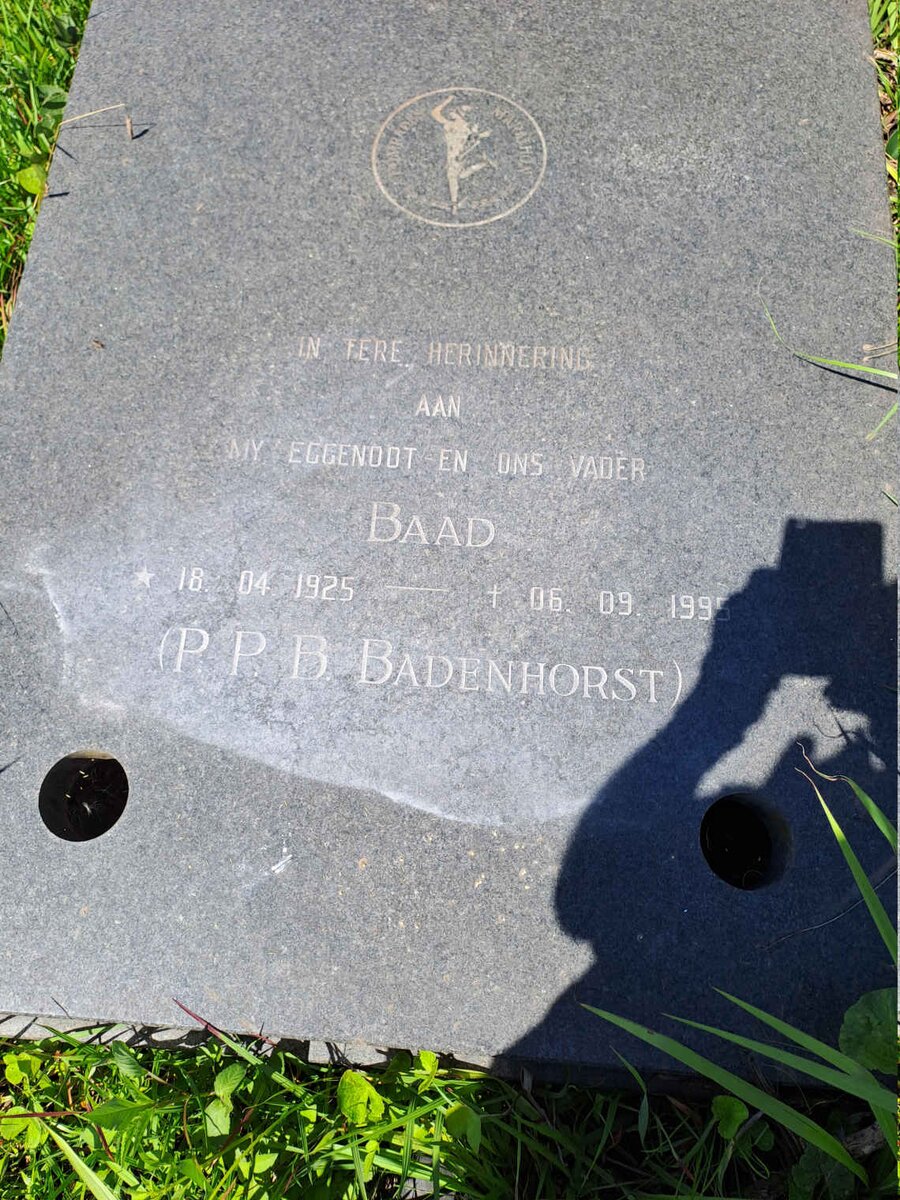 IN TERE HERINNERING
AAN
MY EGGENOOT EN ONS VADER
BAAD
★ 18. 04 1925 — † 06. 09. 1995
(P. P. B. BADENHORST)